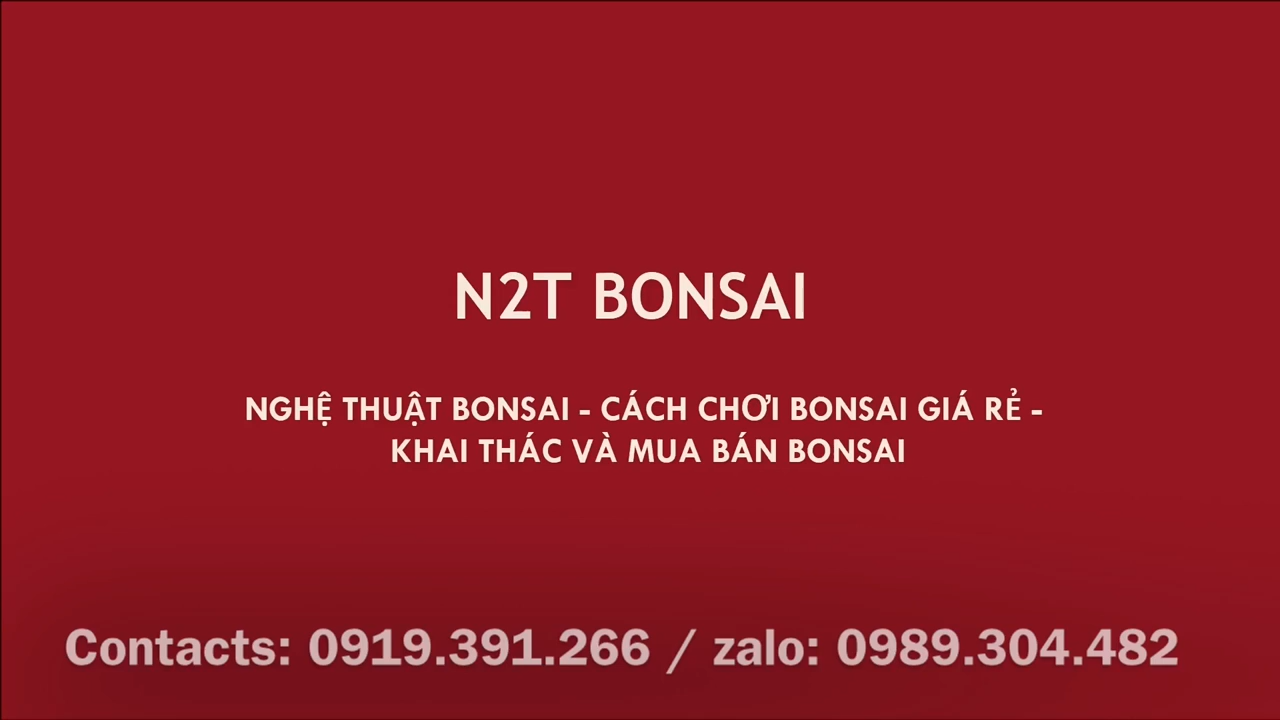 N2T BONSAI
NGHỆ THUẬT BONSAI - CÁCH CHƠI BONSAI GIÁ RẺ -
KHAI THÁC VÀ MUA BÁN BONSAI
Contacts: 0919.391.266 / zalo: 0989.304.482